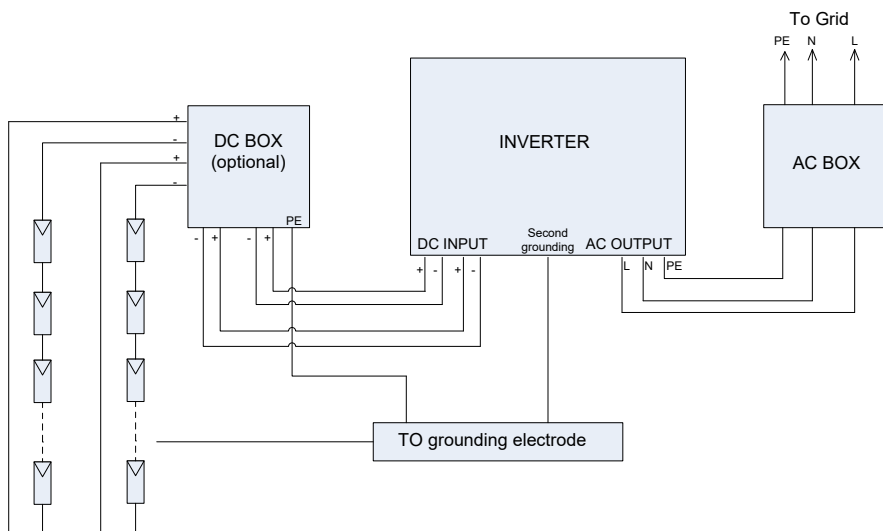 To Grid
PE N L
+
-
+
-
DC BOX
(optional)
PE
- + - +
INVERTER
DC INPUT
Second
grounding
AC OUTPUT
+ - + -
L N PE
AC BOX
TO grounding electrode